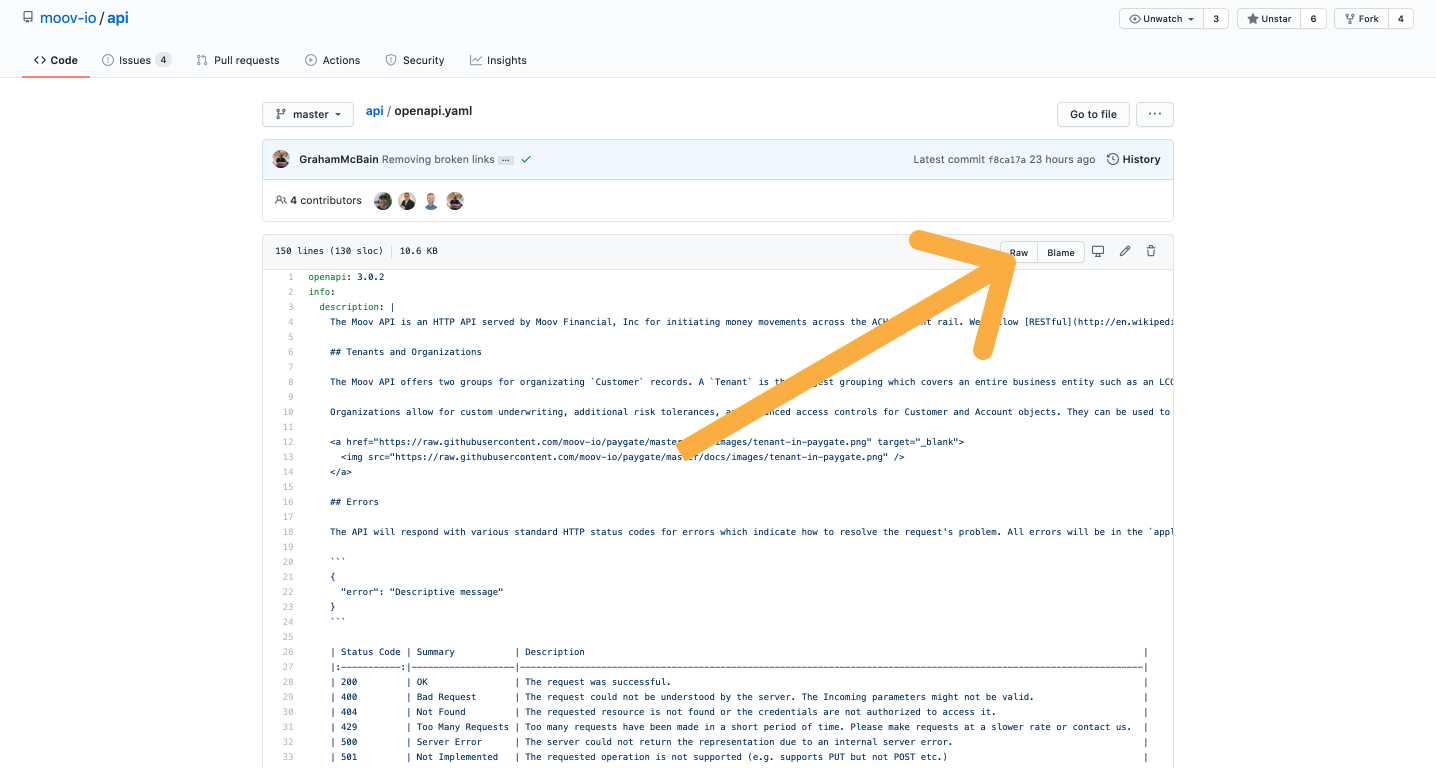 moov-io / api
Unwatch 3 Unstar 6 Fork 4
Code Issues 4 Pull requests Actions Security Insights
master api / openapi.yaml Go to file ...
GrahamMcBain Removing broken links ... Latest commit f8ca17a 23 hours ago History
4 contributors
150 lines (130 sloc) 10.6 KB Raw Blame
1 openapi: 3.0.2
2 info:
3 description: |
4 The Moov API is an HTTP API served by Moov Financial, Inc for initiating money movements across the rail. [RESTful](http://en.wikipedi
5
6 ## Tenants and Organizations
7
8 The Moov API offers two groups for organizating `Customer` records. A `Tenant` is grouping which covers an entire business entity such as an LCC
9
10 Organizations allow for custom underwriting, additional risk tolerances, access controls for Customer and Account objects. They can be used to
11
12 <a href="https://raw.githubusercontent.com/moov-io/paygate/master images/tenant-in-paygate.png" target="_blank">
13 <img src="https://raw.githubusercontent.com/moov-io/paygate/master/docs/images/tenant-in-paygate.png" />
14 </a>
15
16 ## Errors
17
18 The API will respond with various standard HTTP status codes for errors which indicate how to resolve the request's problem. All errors will be in the `appl
19
20 ```
21 {
22 "error": "Descriptive message"
23 }
24 ```
25
26 | Status Code | Summary | Description |
27 |:-----------:|-------------------|-------------------------------------------------------------------------------------------------------------------|
28 | 200 | OK | The request was successful. |
29 | 400 | Bad Request | The request could not be understood by the server. The Incoming parameters might not be valid. |
30 | 404 | Not Found | The requested resource is not found or the credentials are not authorized to access it. |
31 | 429 | Too Many Requests | Too many requests have been made in a short period of time. Please make requests at a slower rate or contact us. |
32 | 500 | Server Error | The server could not return the representation due to an internal server error. |
33 | 501 | Not Implemented | The requested operation is not supported (e.g. supports PUT but not POST etc.) |